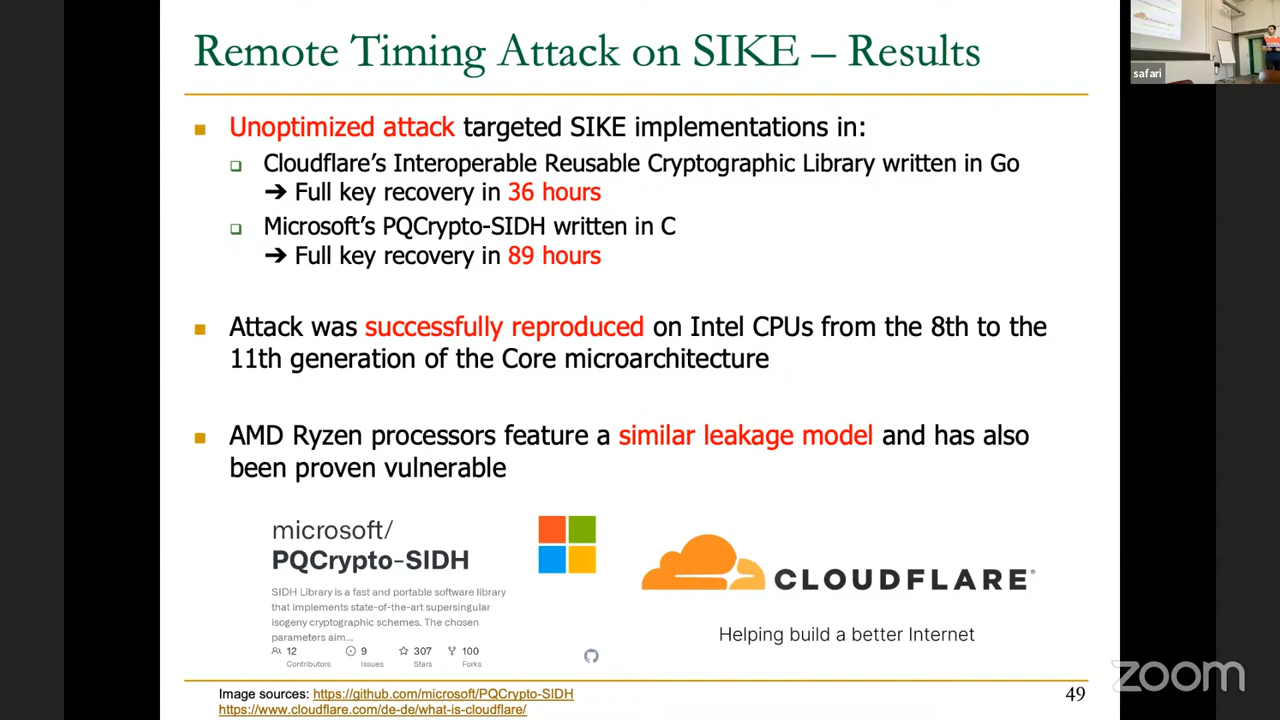 Remote Timing Attack on SIKE – Results
safari
Unoptimized attack targeted SIKE implementations in:
Cloudflare's Interoperable Reusable Cryptographic Library written in Go
➔ Full key recovery in 36 hours
Microsoft's PQCrypto-SIDH written in C
➔ Full key recovery in 89 hours
Attack was successfully reproduced on Intel CPUs from the 8th to the
11th generation of the Core microarchitecture
AMD Ryzen processors feature a similar leakage model and has also
been proven vulnerable
microsoft/
PQCrypto-SIDH
SIDH Library is a fast and portable software library
that implements state-of-the-art supersingular
isogeny cryptographic schemes. The chosen
parameters aim...
12 9 307 100
Contributors Issues Stars Forks
CLOUDFLARE®
Helping build a better Internet
Image sources: https://github.com/microsoft/PQCrypto-SIDH
https://www.cloudflare.com/de-de/what-is-cloudflare/
49
zoom